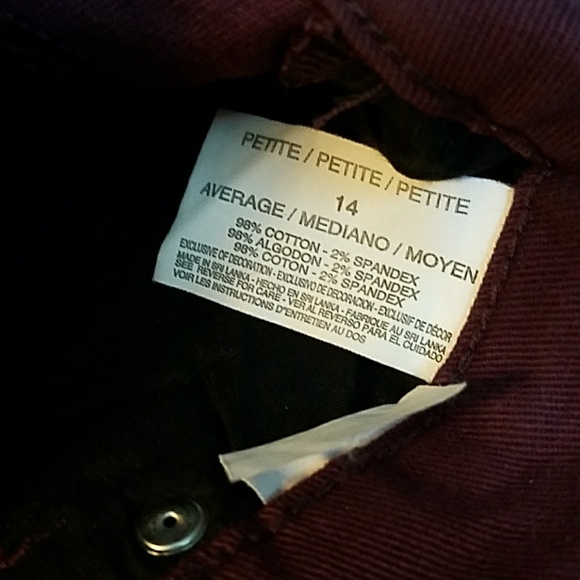 PETITE / PETITE / PETITE
14
AVERAGE / MEDIANO / MOYEN
98% COTTON - 2% SPANDEX
98% ALGODON - 2% SPANDEX
98% COTON - 2% SPANDEX
EXCLUSIVE OF DECORATION - EXCLUSIVO DE DECORACION - EXCLUSIF DE DÉCOR
MADE IN SRI LANKA - HECHO EN SRI LANKA - FABRIQUE AU SRI LANKA
SEE REVERSE FOR CARE - VER AL REVERSO PARA EL CUIDADO
VOIR LES INSTRUCTIONS D'ENTRETIEN AU DOS